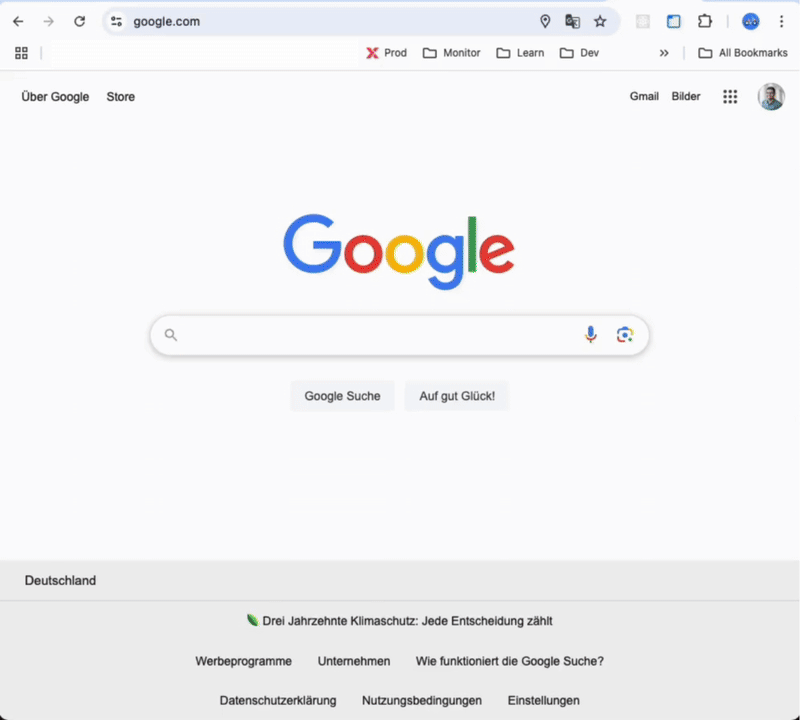 google.com
Prod Monitor Learn Dev » All Bookmarks
Über Google Store Gmail Bilder
Google
Google Suche Auf gut Glück!
Deutschland
Drei Jahrzehnte Klimaschutz: Jede Entscheidung zählt
Werbeprogramme Unternehmen Wie funktioniert die Google Suche?
Datenschutzerklärung Nutzungsbedingungen Einstellungen